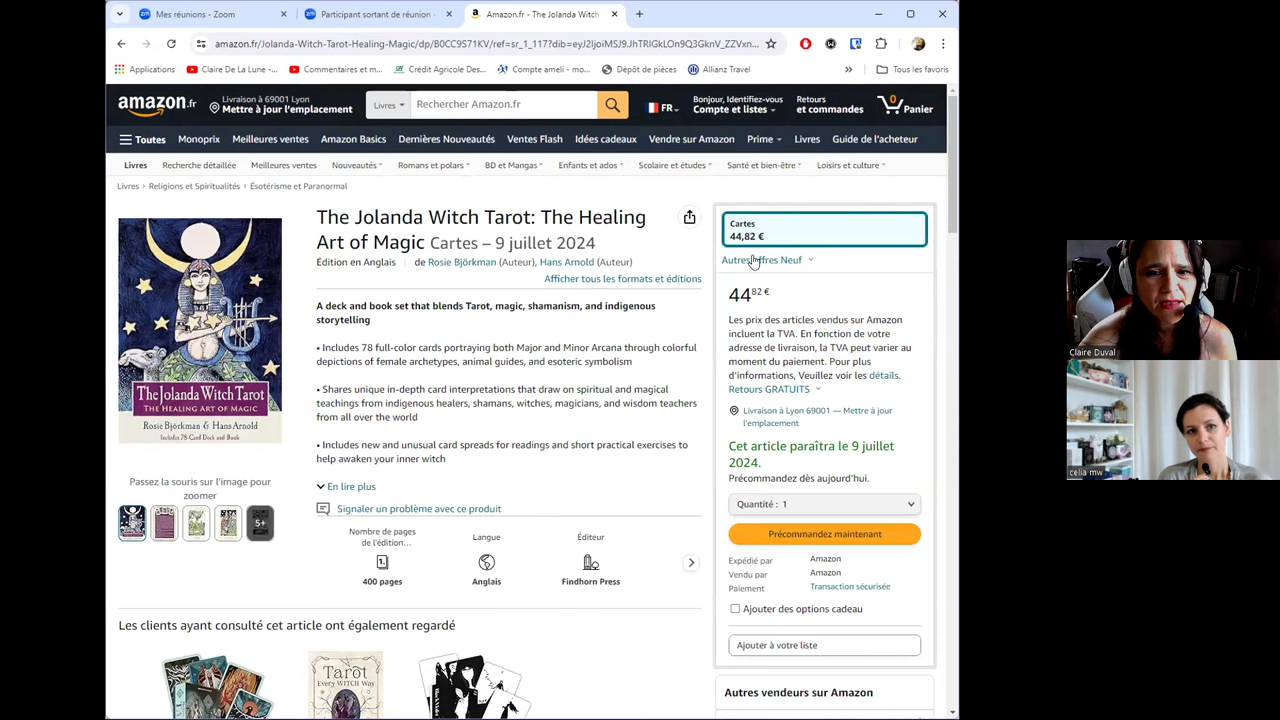 Mes réunions - Zoom
Participant sortant de réunion -
Amazon.fr - The Jolanda Witch
amazon.fr/Jolanda-Witch-Tarot-Healing-Magic/dp/B0CC9S71KV/ref=sr_1_117?dib=eyJ2IjoiMSJ9.JhTRIGkLOn9Q3GknV_ZZVxn...
Applications
Claire De La Lune -...
Commentaires et m...
Crédit Agricole Des...
Compte ameli - mo...
Dépôt de pièces
Allianz Travel
»
Tous les favoris
amazon.fr
Livraison à 69001 Lyon
Mettre à jour l'emplacement
Livres
Rechercher Amazon.fr
FR
Bonjour, Identifiez-vous
Compte et listes
Retours
et commandes
0
Panier
Toutes
Monoprix
Meilleures ventes
Amazon Basics
Dernières Nouveautés
Ventes Flash
Idées cadeaux
Vendre sur Amazon
Prime
Livres
Guide de l'acheteur
Livres
Recherche détaillée
Meilleures ventes
Nouveautés
Romans et polars
BD et Mangas
Enfants et ados
Scolaire et études
Santé et bien-être
Loisirs et culture
Livres › Religions et Spiritualités › Ésotérisme et Paranormal
The Jolanda Witch Tarot
THE HEALING ART OF MAGIC
Rosie Björkman & Hans Arnold
Includes 78-Card Deck and Book
Passez la souris sur l'image pour
zoomer
5+
The Jolanda Witch Tarot: The Healing
Art of Magic Cartes – 9 juillet 2024
Édition en Anglais | de Rosie Björkman (Auteur), Hans Arnold (Auteur)
Afficher tous les formats et éditions
A deck and book set that blends Tarot, magic, shamanism, and indigenous
storytelling
• Includes 78 full-color cards portraying both Major and Minor Arcana through colorful
depictions of tarot archetypes, animal guides, and esoteric symbolism
• Shares unique in-depth card interpretations that draw on spiritual and magical
teachings from indigenous healers, shamans, witches, magicians, and wisdom teachers
from all over the world
• Includes new and unusual card spreads for readings and short practical exercises to
help awaken your inner witch
En lire plus
Signaler un problème avec ce produit
Nombre de pages
de l'édition...
400 pages
Langue
Anglais
Éditeur
Findhorn Press
Les clients ayant consulté cet article ont également regardé
Tarot
EVERY WITCH WAY
Cartes
44,82 €
Autres offres Neuf
44 82 €
Les prix des articles vendus sur Amazon
incluent la TVA. En fonction de votre
adresse de livraison, la TVA peut varier au
moment du paiement. Pour plus
d'informations, Veuillez voir les détails.
Retours GRATUITS
Livraison à Lyon 69001 — Mettre à jour
l'emplacement
Cet article paraîtra le 9 juillet
2024.
Précommandez dès aujourd'hui.
Quantité : 1
Précommandez maintenant
Expédié par
Amazon
Vendu par
Amazon
Paiement
Transaction sécurisée
Ajouter des options cadeau
Ajouter à votre liste
Autres vendeurs sur Amazon
Claire Duval
celia mw